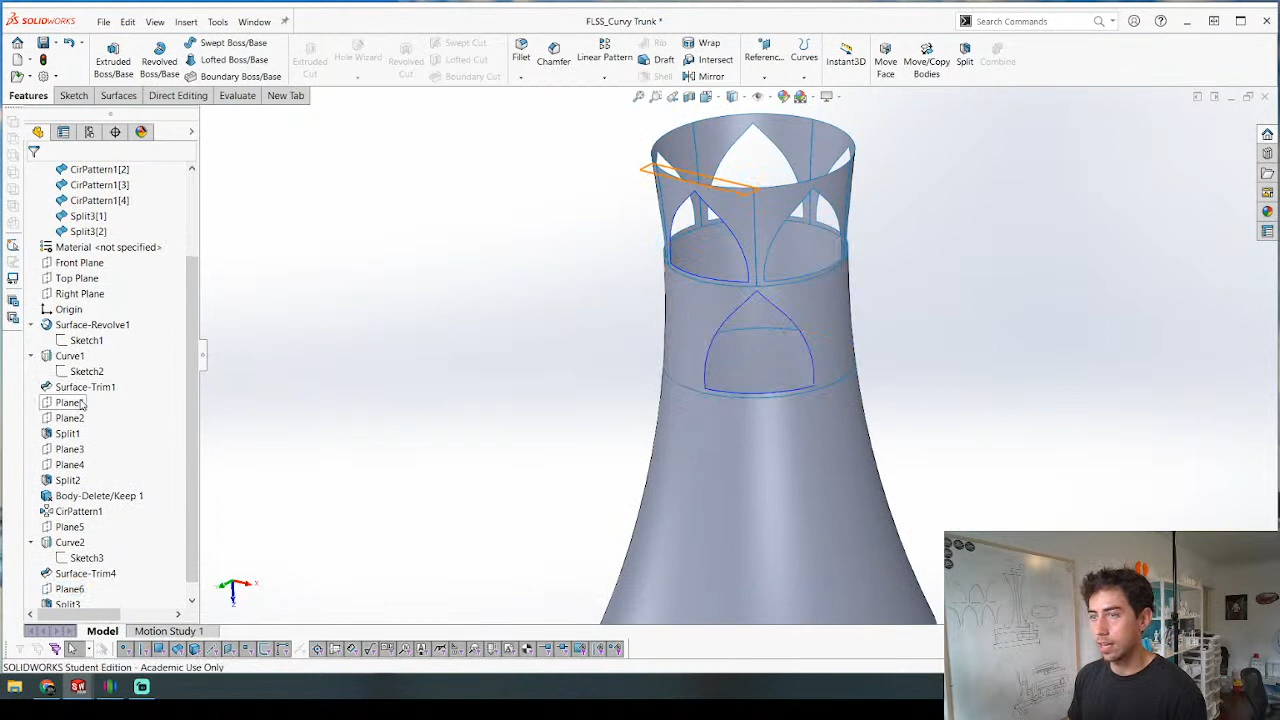 SOLIDWORKS File Edit View Insert Tools Window FLSS_Curvy Trunk * Search Commands
Extruded Boss/Base Revolved Boss/Base Swept Boss/Base Lofted Boss/Base Boundary Boss/Base Extruded Cut Hole Wizard Revolved Cut Swept Cut Lofted Cut Boundary Cut Fillet Chamfer Linear Pattern Rib Draft Shell Wrap Intersect Mirror Referenc... Curves Instant3D Move Face Move/Copy Bodies Split Combine
Features Sketch Surfaces Direct Editing Evaluate New Tab
CirPattern1[2]
CirPattern1[3]
CirPattern1[4]
Split3[1]
Split3[2]
Material <not specified>
Front Plane
Top Plane
Right Plane
Origin
Surface-Revolve1
Sketch1
Curve1
Sketch2
Surface-Trim1
Plane1
Plane2
Split1
Plane3
Plane4
Split2
Body-Delete/Keep 1
CirPattern1
Plane5
Curve2
Sketch3
Surface-Trim4
Plane6
Split3
X
Z
Model Motion Study 1
SOLIDWORKS Student Edition - Academic Use Only